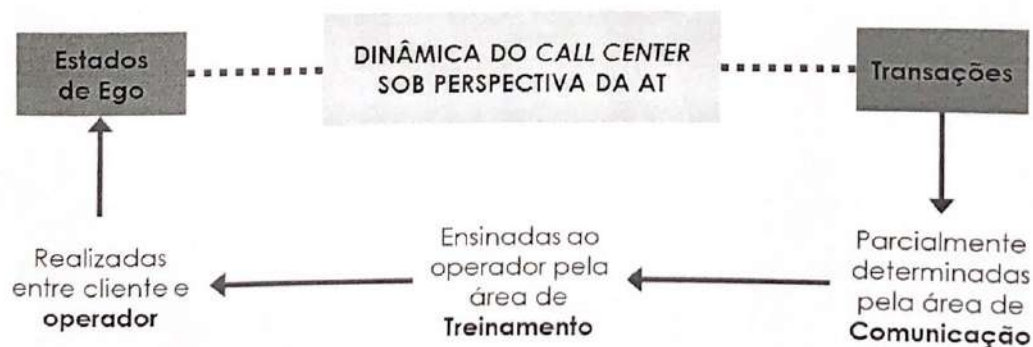 Estados
de Ego
DINÂMICA DO CALL CENTER
SOB PERSPECTIVA DA AT
Transações
Realizadas
entre cliente e
operador
Ensinadas ao
operador pela
área de
Treinamento
Parcialmente
determinadas
pela área de
Comunicação